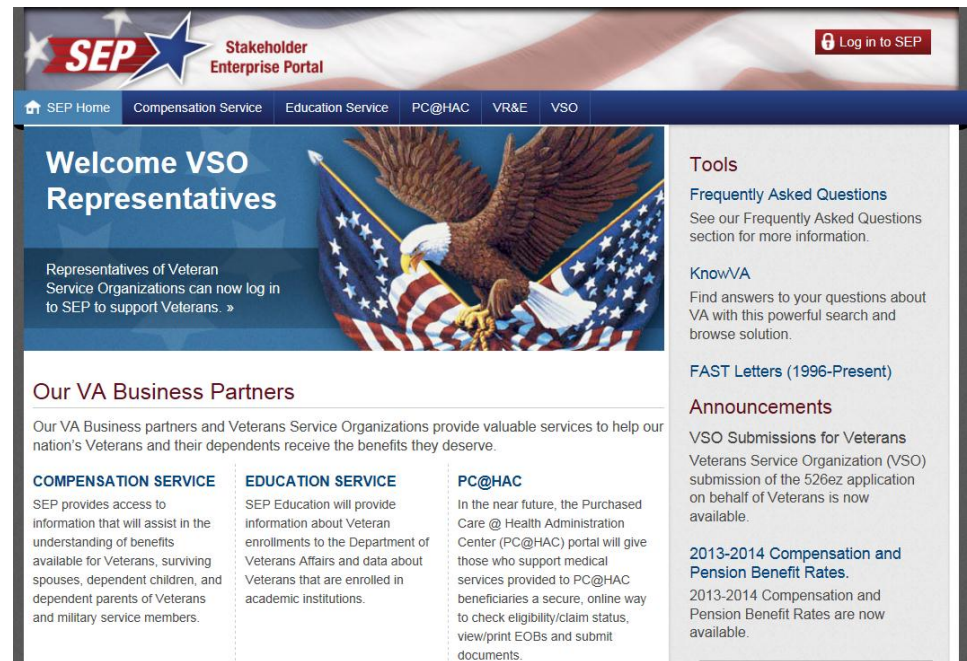 SEP
Stakeholder
Enterprise Portal
Log in to SEP
SEP Home
Compensation Service
Education Service
PC@HAC
VR&E
VSO
Welcome VSO
Representatives
Representatives of Veteran
Service Organizations can now log in
to SEP to support Veterans. »
Our VA Business Partners
Our VA Business partners and Veterans Service Organizations provide valuable services to help our
nation's Veterans and their dependents receive the benefits they deserve.
COMPENSATION SERVICE
SEP provides access to
information that will assist in the
understanding of benefits
available for Veterans, surviving
spouses, dependent children, and
dependent parents of Veterans
and military service members.
EDUCATION SERVICE
SEP Education will provide
information about Veteran
enrollments to the Department of
Veterans Affairs and data about
Veterans that are enrolled in
academic institutions.
PC@HAC
In the near future, the Purchased
Care @ Health Administration
Center (PC@HAC) portal will give
those who support medical
services provided to PC@HAC
beneficiaries a secure, online way
to check eligibility/claim status,
view/print EOBs and submit
documents.
Tools
Frequently Asked Questions
See our Frequently Asked Questions
section for more information.
KnowVA
Find answers to your questions about
VA with this powerful search and
browse solution.
FAST Letters (1996-Present)
Announcements
VSO Submissions for Veterans
Veterans Service Organization (VSO)
submission of the 526ez application
on behalf of Veterans is now
available.
2013-2014 Compensation and
Pension Benefit Rates.
2013-2014 Compensation and
Pension Benefit Rates are now
available.